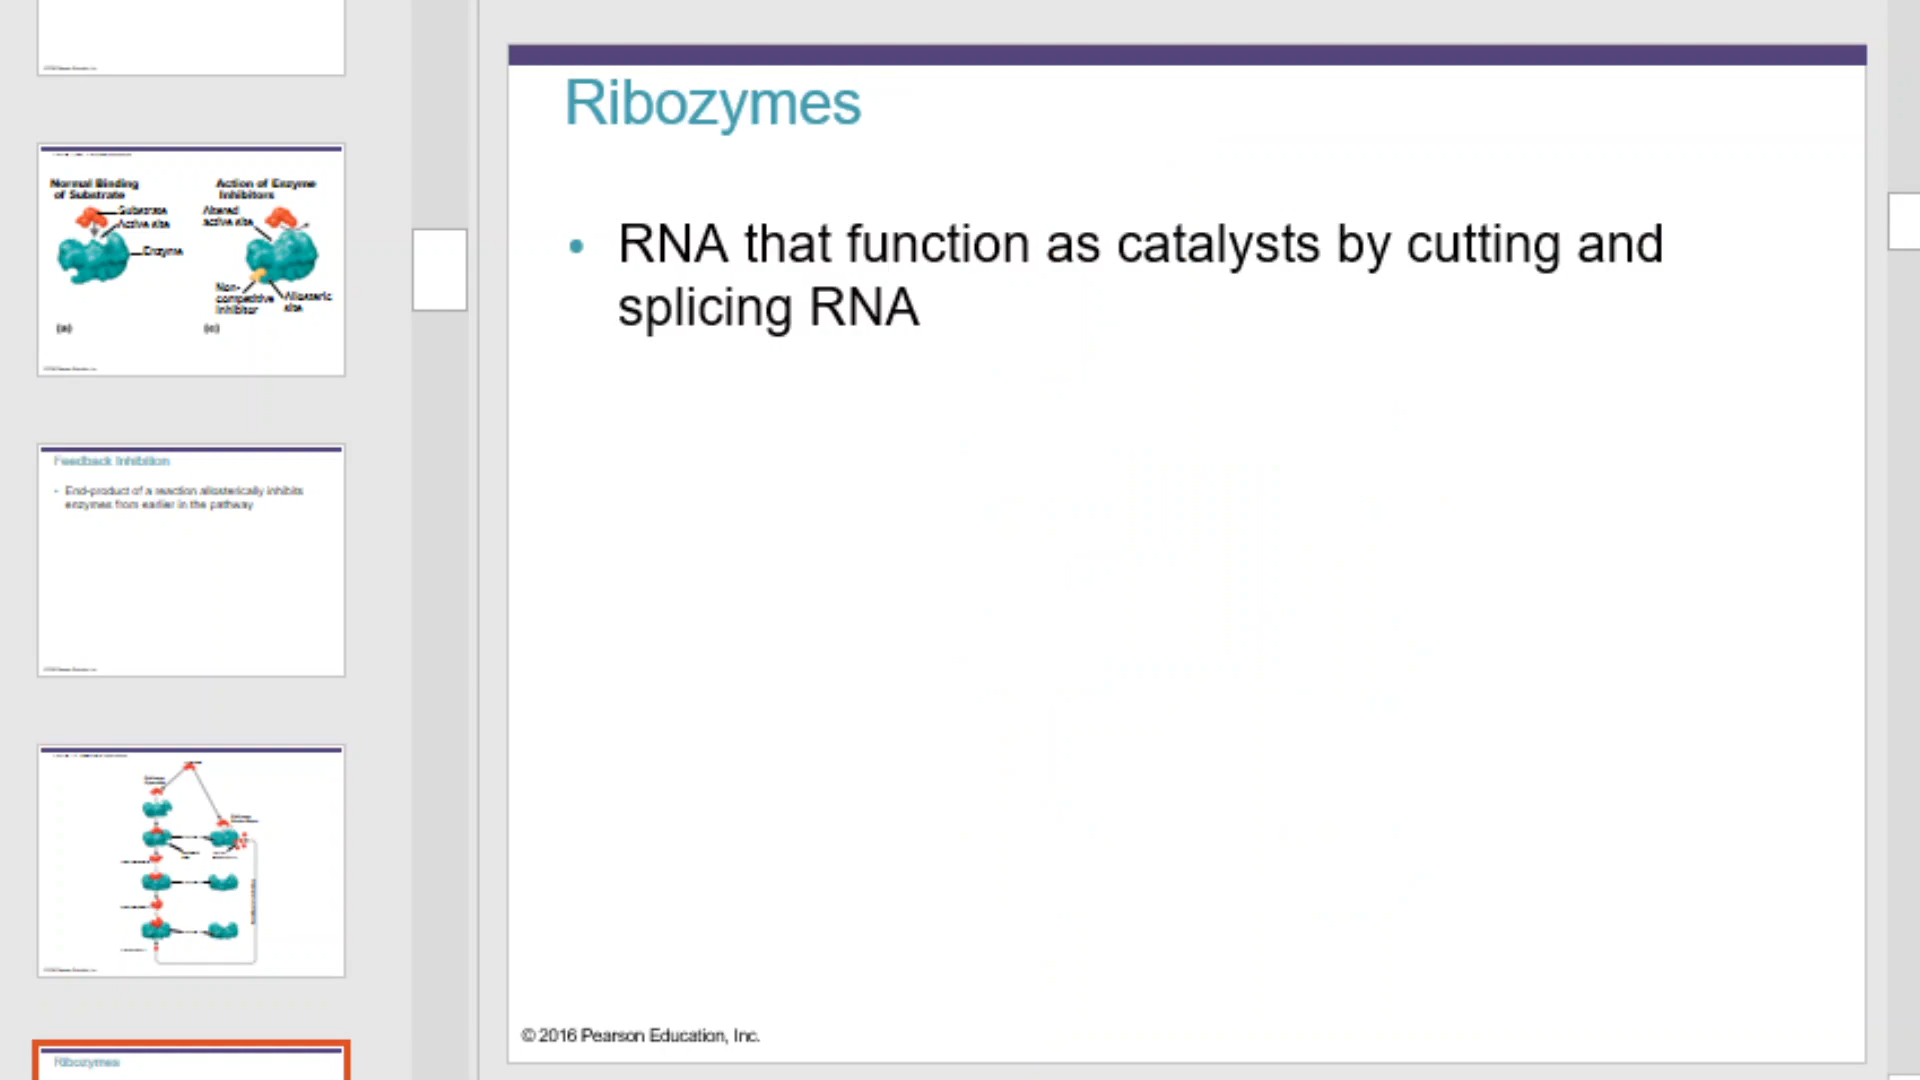 Normal Binding
of Substrate
Substrate
Active site
Enzyme
(a)
Action of Enzyme
Inhibitors
Altered
active site
Non-
competitive
inhibitor
Allosteric
site
(c)
Feedback Inhibition
• End-product of a reaction allosterically inhibits
enzymes from earlier in the pathway
Ribozymes
Ribozymes
• RNA that function as catalysts by cutting and
splicing RNA
© 2016 Pearson Education, Inc.